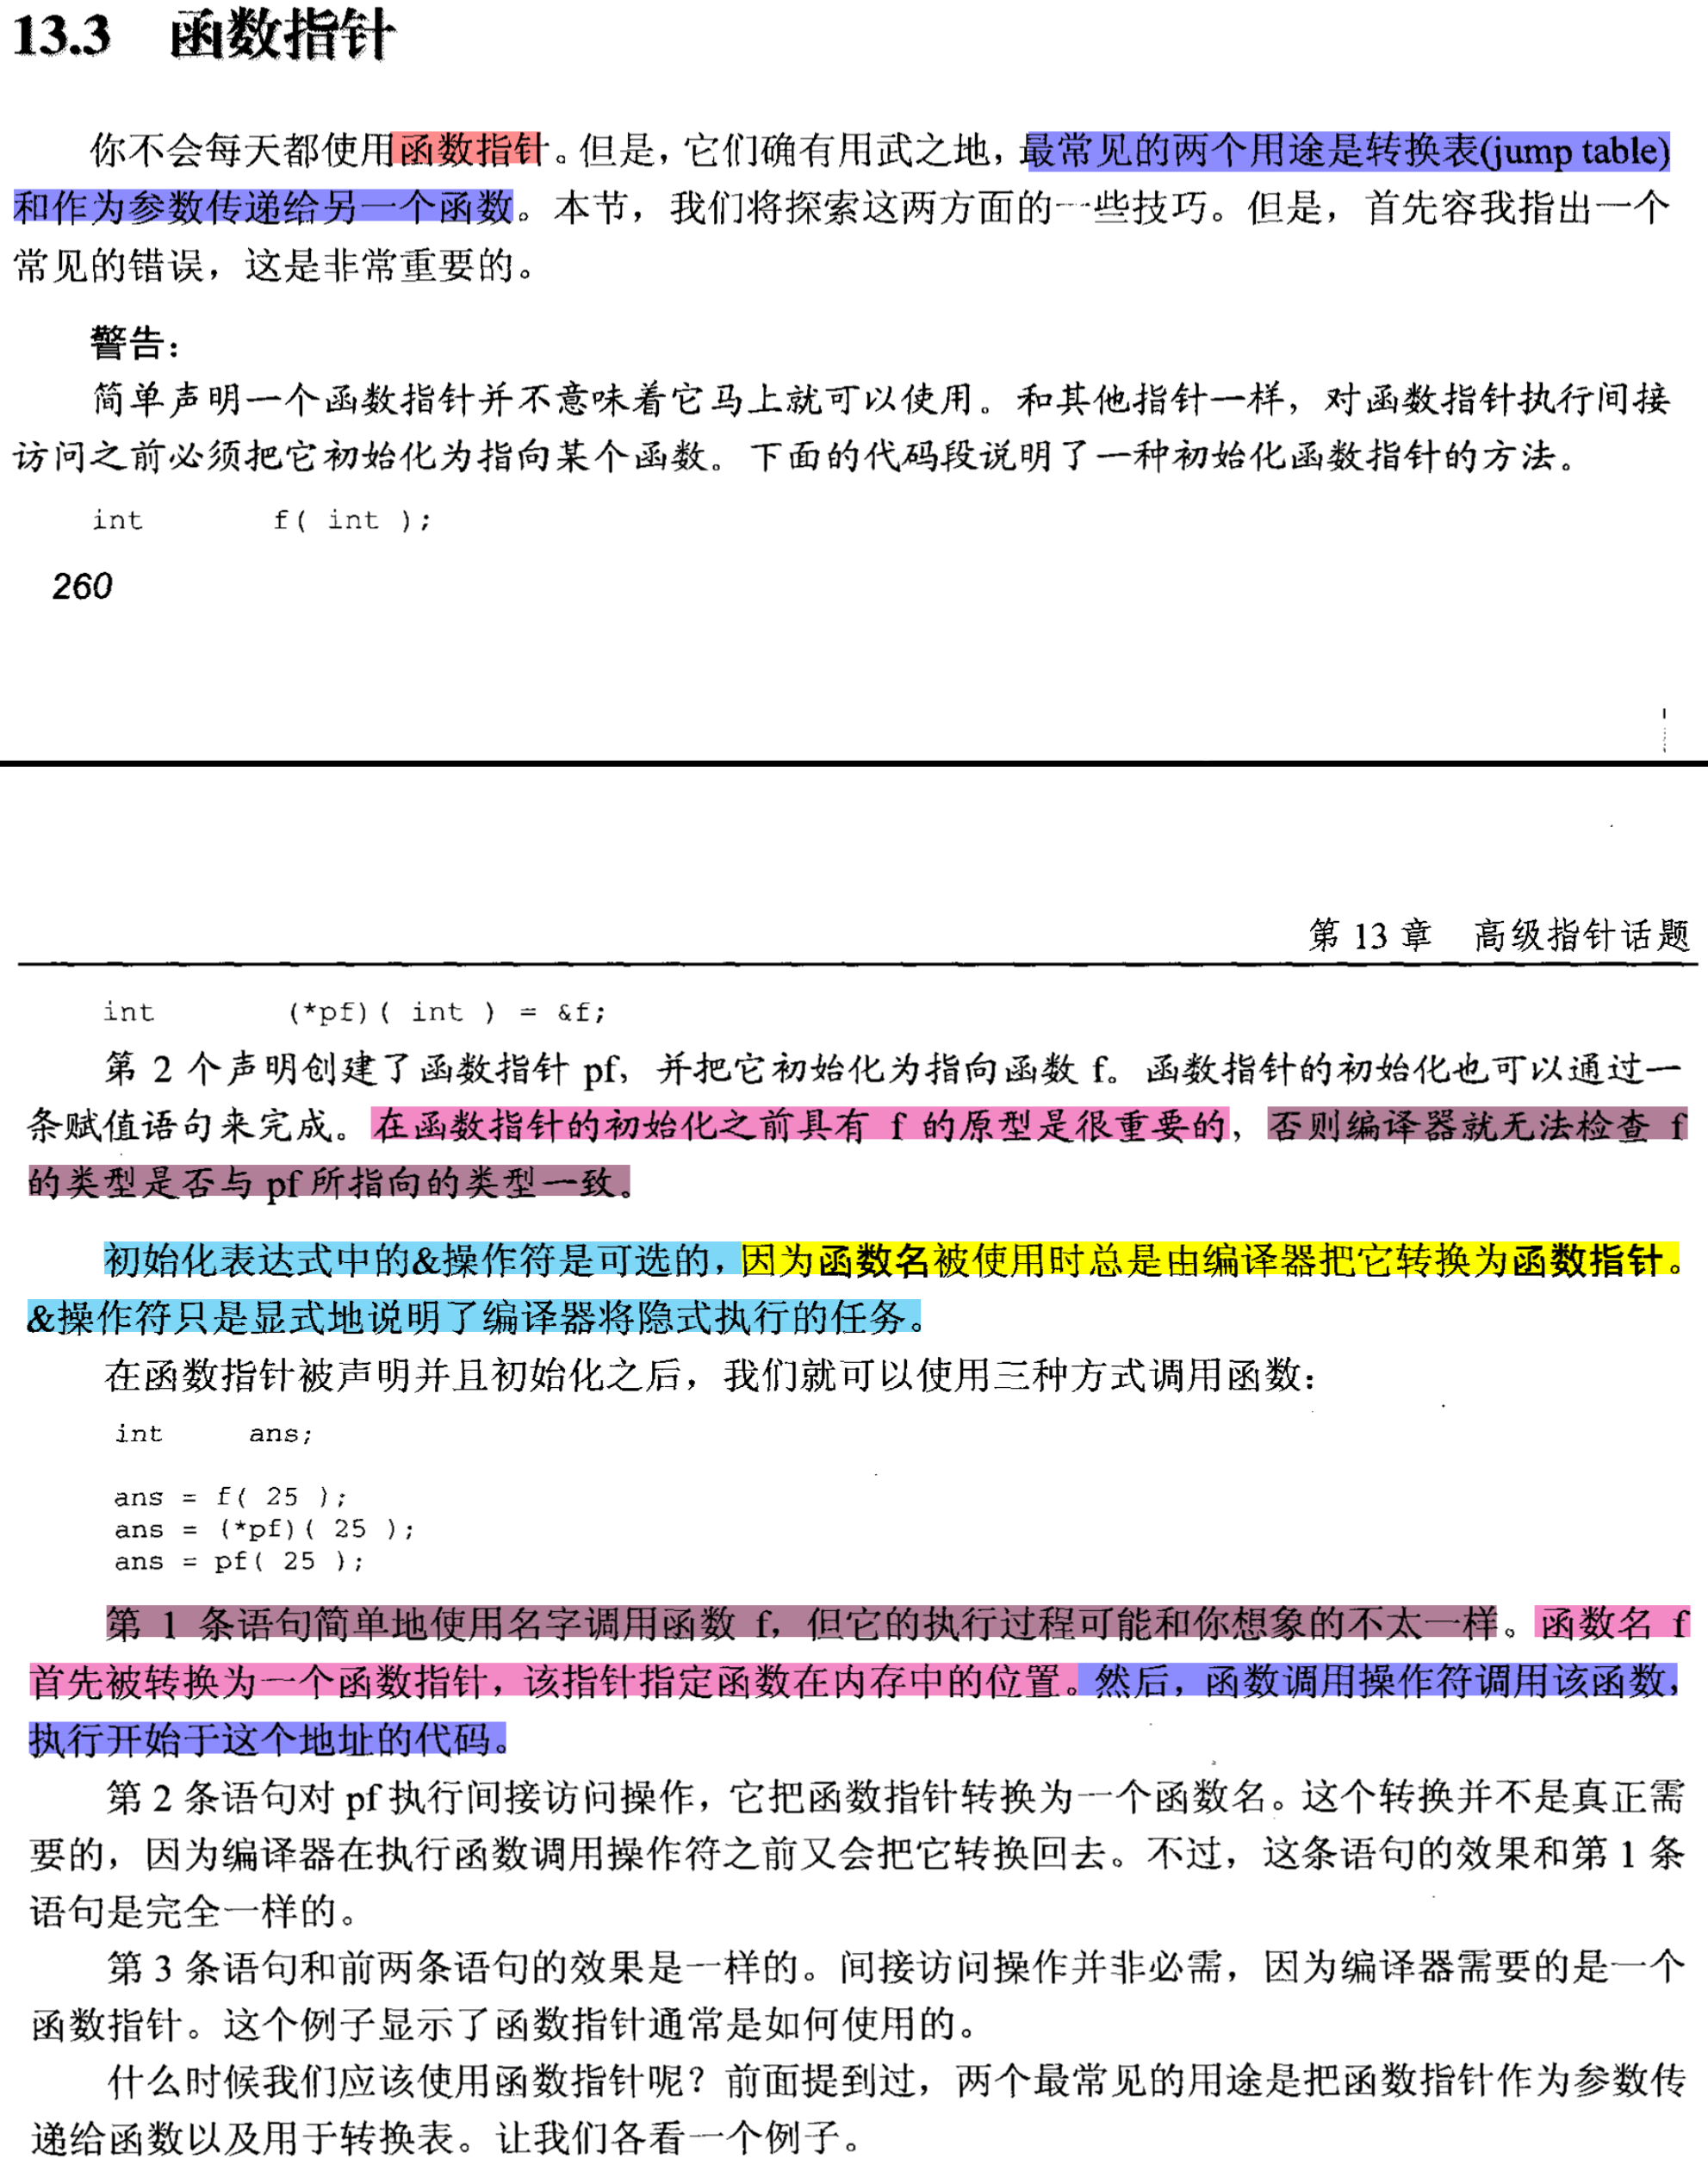 13.3 函数指针
你不会每天都使用函数指针。但是，它们确有用武之地，最常见的两个用途是转换表(jump table)
和作为参数传递给另一个函数。本节，我们将探索这两方面的一些技巧。但是，首先容我指出一个
常见的错误，这是非常重要的。
警告：
简单声明一个函数指针并不意味着它马上就可以使用。和其他指针一样，对函数指针执行间接
访问之前必须把它初始化为指向某个函数。下面的代码段说明了一种初始化函数指针的方法。
int f( int );
260
第 13 章 高级指针话题
int (*pf)( int ) = &f;
第 2 个声明创建了函数指针 pf，并把它初始化为指向函数 f。函数指针的初始化也可以通过一
条赋值语句来完成。在函数指针的初始化之前具有 f 的原型是很重要的，否则编译器就无法检查 f
的类型是否与 pf 所指向的类型一致。
初始化表达式中的&操作符是可选的，因为函数名被使用时总是由编译器把它转换为函数指针。
&操作符只是显式地说明了编译器将隐式执行的任务。
在函数指针被声明并且初始化之后，我们就可以使用三种方式调用函数：
int ans;
ans = f( 25 );
ans = (*pf)( 25 );
ans = pf( 25 );
第 1 条语句简单地使用名字调用函数 f，但它的执行过程可能和你想象的不太一样。函数名 f
首先被转换为一个函数指针，该指针指定函数在内存中的位置。然后，函数调用操作符调用该函数，
执行开始于这个地址的代码。
第 2 条语句对 pf 执行间接访问操作，它把函数指针转换为一个函数名。这个转换并不是真正需
要的，因为编译器在执行函数调用操作符之前又会把它转换回去。不过，这条语句的效果和第 1 条
语句是完全一样的。
第 3 条语句和前两条语句的效果是一样的。间接访问操作并非必需，因为编译器需要的是一个
函数指针。这个例子显示了函数指针通常是如何使用的。
什么时候我们应该使用函数指针呢？前面提到过，两个最常见的用途是把函数指针作为参数传
递给函数以及用于转换表。让我们各看一个例子。